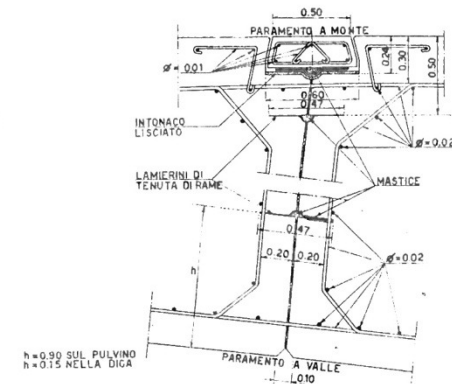 0.50
PARAMENTO A MONTE
Ø=0.01
0.24
0.30
0.50
0.60
0.47
INTONACO
LISCIATO
Ø=0.02
LAMIERINI DI
TENUTA DI RAME
MASTICE
0.47
0.20 0.20
Ø=0.02
h
h=0.90 SUL PULVINO
h=0.15 NELLA DIGA
PARAMENTO A VALLE
0.10